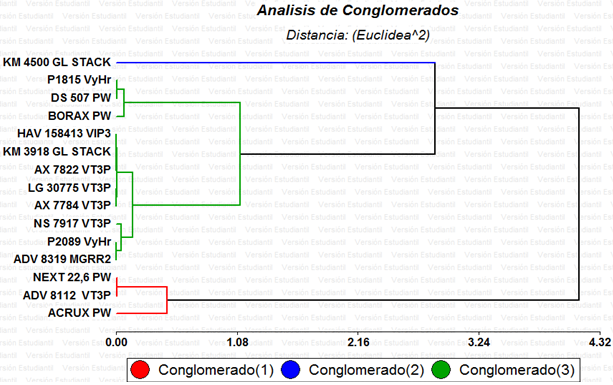 Analisis de Conglomerados
Distancia: (Euclidea^2)
KM 4500 GL STACK
P1815 VyHr
DS 507 PW
BORAX PW
HAV 158413 VIP3
KM 3918 GL STACK
AX 7822 VT3P
LG 30775 VT3P
AX 7784 VT3P
NS 7917 VT3P
P2089 VyHr
ADV 8319 MGRR2
NEXT 22,6 PW
ADV 8112 VT3P
ACRUX PW
0.00 1.08 2.16 3.24 4.32
Conglomerado(1) Conglomerado(2) Conglomerado(3)